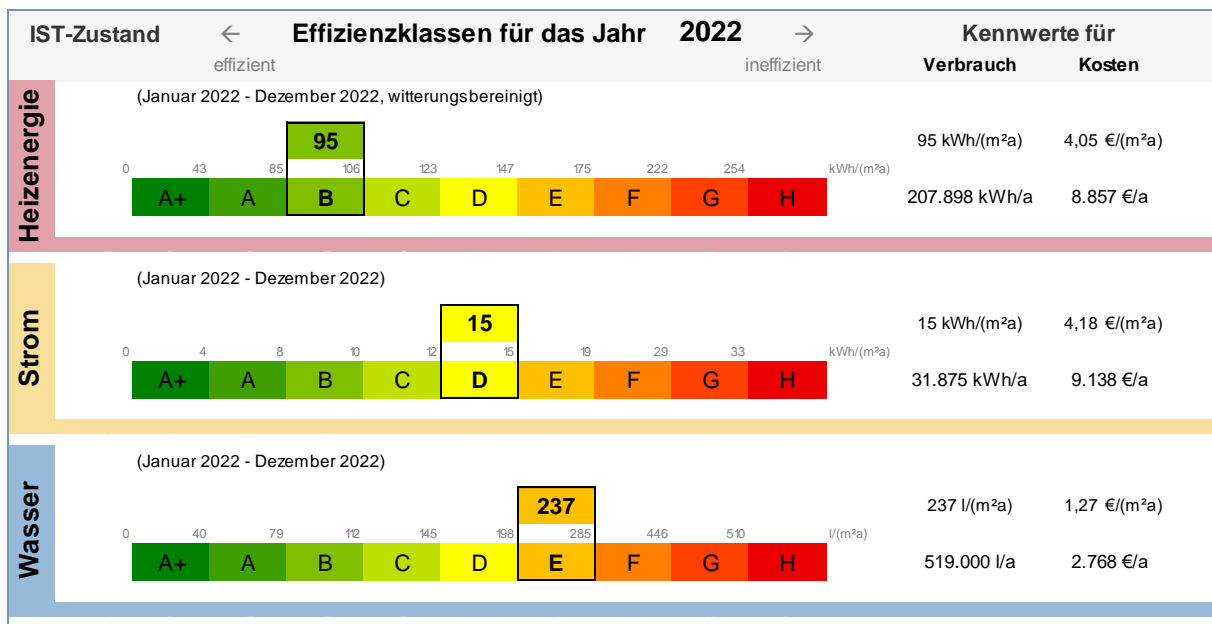 IST-Zustand ← Effizienzklassen für das Jahr 2022 → Kennwerte für
effizient ineffizient Verbrauch Kosten
Heizenergie
(Januar 2022 - Dezember 2022, witterungsbereinigt)
95 95 kWh/(m²a) 4,05 €/(m²a)
0 43 85 106 123 147 175 222 254 kWh/(m²a)
A+ A B C D E F G H 207.898 kWh/a 8.857 €/a
Strom
(Januar 2022 - Dezember 2022)
15 15 kWh/(m²a) 4,18 €/(m²a)
0 4 8 10 12 15 19 29 33 kWh/(m²a)
A+ A B C D E F G H 31.875 kWh/a 9.138 €/a
Wasser
(Januar 2022 - Dezember 2022)
237 237 l/(m²a) 1,27 €/(m²a)
0 40 79 112 145 198 285 446 510 l/(m²a)
A+ A B C D E F G H 519.000 l/a 2.768 €/a